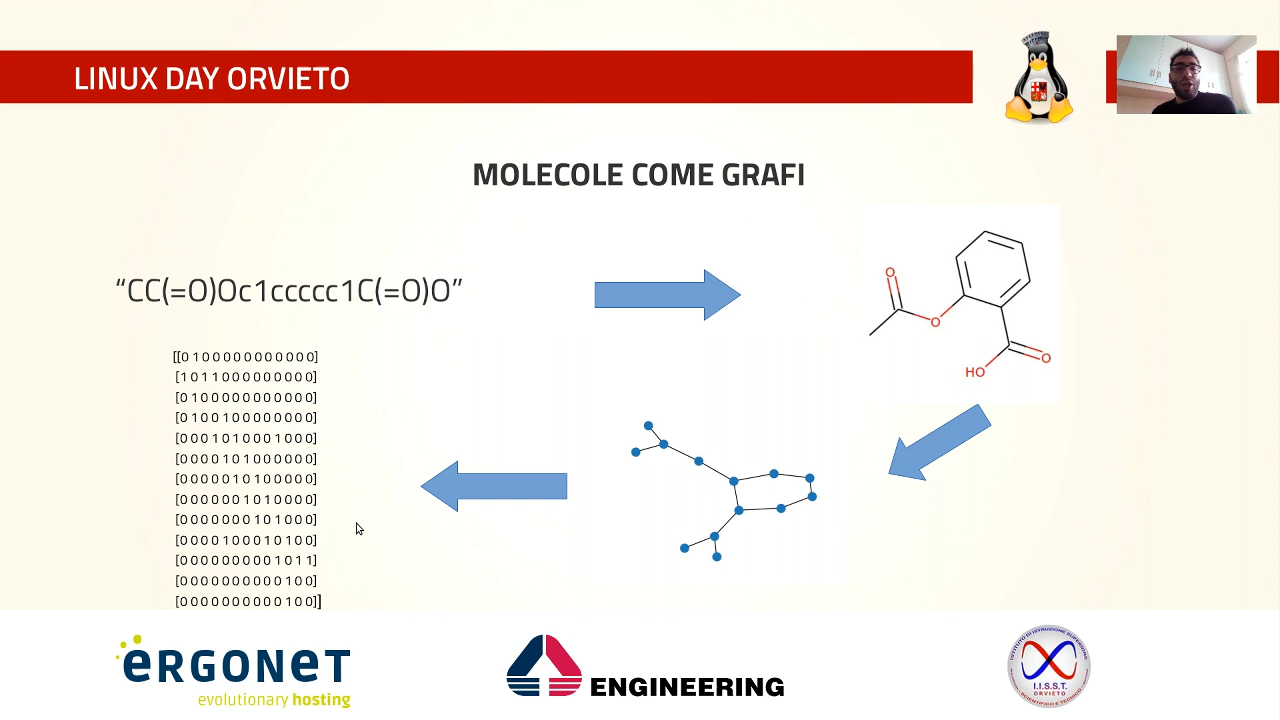 LINUX DAY ORVIETO
MOLECOLE COME GRAFI
“CC(=O)Oc1ccccc1C(=O)O”
O
O
O
HO
[[0 1 0 0 0 0 0 0 0 0 0 0 0]
[1 0 1 1 0 0 0 0 0 0 0 0 0]
[0 1 0 0 0 0 0 0 0 0 0 0 0]
[0 1 0 0 1 0 0 0 0 0 0 0 0]
[0 0 0 1 0 1 0 0 0 1 0 0 0]
[0 0 0 0 1 0 1 0 0 0 0 0 0]
[0 0 0 0 0 1 0 1 0 0 0 0 0]
[0 0 0 0 0 0 1 0 1 0 0 0 0]
[0 0 0 0 0 0 0 1 0 1 0 0 0]
[0 0 0 0 1 0 0 0 1 0 1 0 0]
[0 0 0 0 0 0 0 0 0 1 0 1 1]
[0 0 0 0 0 0 0 0 0 0 1 0 0]
[0 0 0 0 0 0 0 0 0 0 1 0 0]]
eRGONeT
evolutionary hosting
ENGINEERING
ISTITUTO DI ISTRUZIONE SUPERIORE
I.I.S.S.T.
ORVIETO
SCIENTIFICO E TECNICO